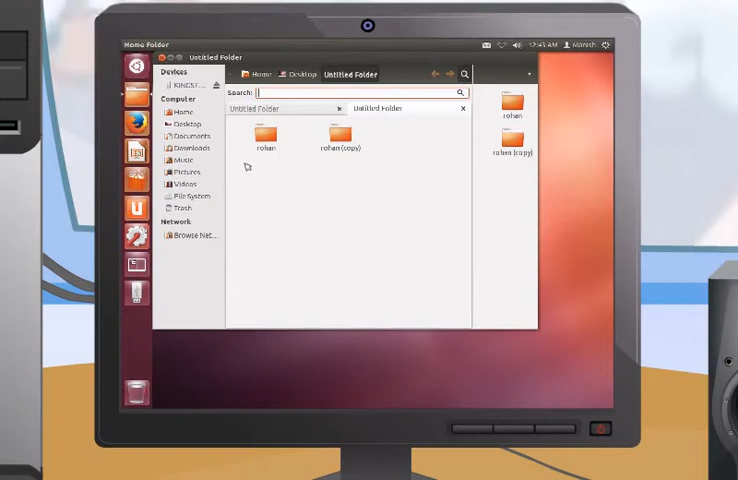 Home Folder
12:43 AM Manish
Untitled Folder
Devices
KINGST...
Computer
Home
Desktop
Documents
Downloads
Music
Pictures
Videos
File System
Trash
Network
Browse Net...
Home Desktop Untitled Folder
Search:
Untitled Folder Untitled Folder
rohan rohan (copy)
rohan
rohan (copy)